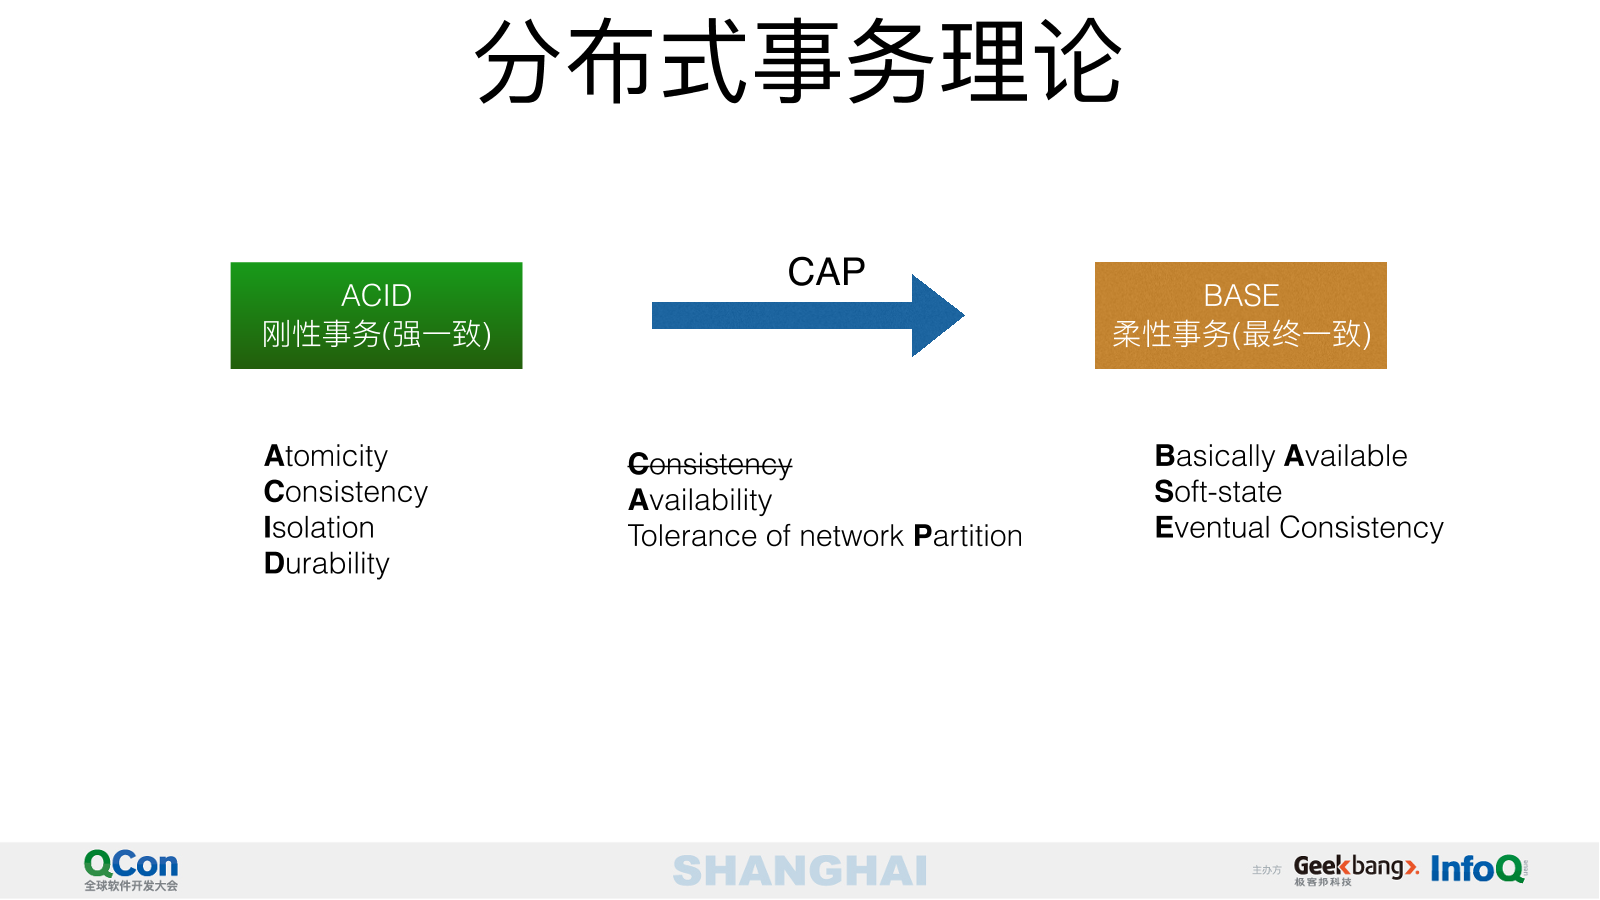 分布式事务理论
ACID
刚性事务(强一致)
CAP
BASE
柔性事务(最终一致)
Atomicity
Consistency
Isolation
Durability
Consistency
Availability
Tolerance of network Partition
Basically Available
Soft-state
Eventual Consistency
QCon
全球软件开发大会
SHANGHAI
主办方
Geekbang
极客邦科技
InfoQ